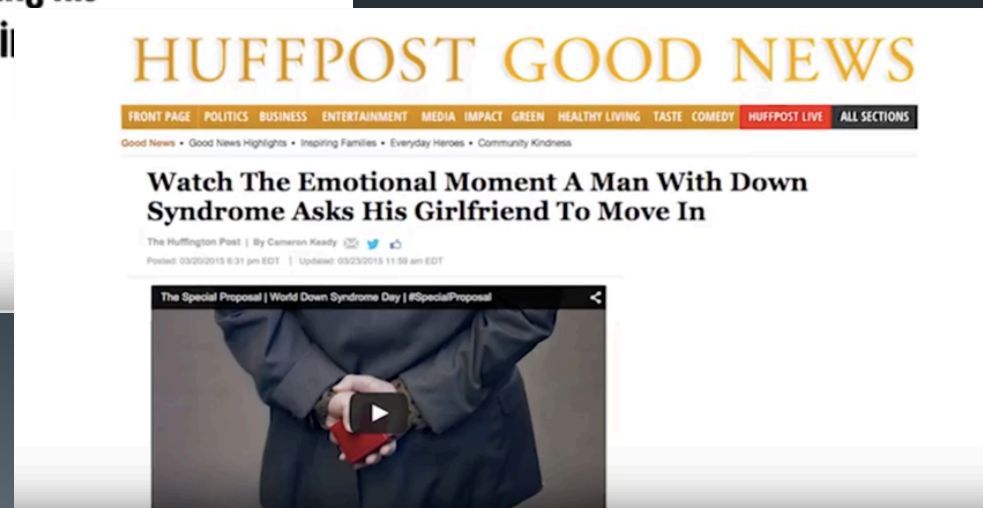 HUFFPOST GOOD NEWS
FRONT PAGE POLITICS BUSINESS ENTERTAINMENT MEDIA IMPACT GREEN HEALTHY LIVING TASTE COMEDY HUFFPOST LIVE ALL SECTIONS
Good News • Good News Highlights • Inspiring Families • Everyday Heroes • Community Kindness
Watch The Emotional Moment A Man With Down
Syndrome Asks His Girlfriend To Move In
The Huffington Post | By Cameron Keady
Posted: 03/20/2015 6:31 pm EDT | Updated: 03/23/2015 11:59 am EDT
The Special Proposal | World Down Syndrome Day | #SpecialProposal